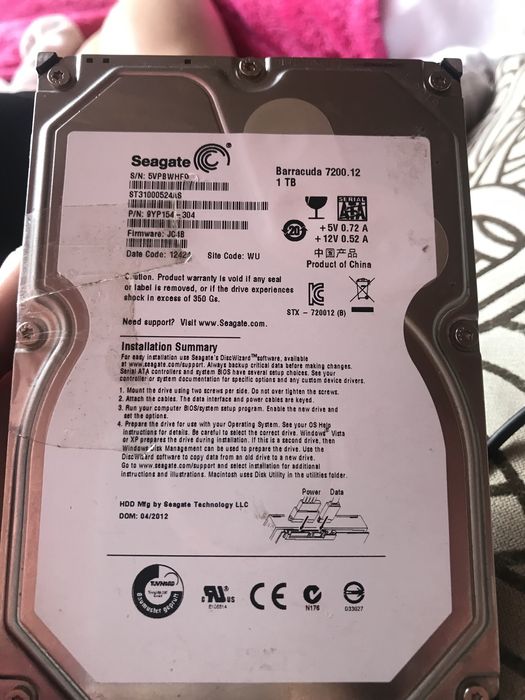 Seagate
S/N: 5VPBWHF9
ST31000524AS
P/N: 9YP154-304
Firmware: JC4B
Date Code: 1242
Site Code: WU
Barracuda 7200.12
1 TB
SERIAL
ATA
+5V 0.72 A
+12V 0.52 A
中国产品
Product of China
Caution. Product warranty is void if any seal
or label is removed, or if the drive experiences
shock in excess of 350 Gs.
STX - 720012 (B)
Need support? Visit www.Seagate.com.
Installation Summary
For easy installation use Seagate's DiscWizard™ software, available
at www.seagate.com/support. Always backup critical data before making changes.
Serial ATA controllers and system BIOS have several setup choices. See your
controller or system documentation for specific options and any custom device drivers.
1. Mount the drive using two screws per side. Do not over tighten the screws.
2. Attach the cables. The data interface and power cables are keyed.
3. Run your computer BIOS/system setup program. Enable the new drive and
set the options.
4. Prepare the drive for use with your Operating System. See your OS Help
instructions for details. Be careful to select the correct drive. Windows® Vista
or XP prepares the drive during installation. If this is a second drive, then
Windows Disk Management can be used to prepare the drive. Use the
DiscWizard software to copy data from an old drive to a new drive.
Go to www.seagate.com/support and select installation for additional
instructions and illustrations. Macintosh uses Disk Utility in the utilities folder.
Power Data
HDD Mfg by Seagate Technology LLC
DOM: 04/2012
TUVNORD
Bauart geprüft
C US
CE
N176
D33027